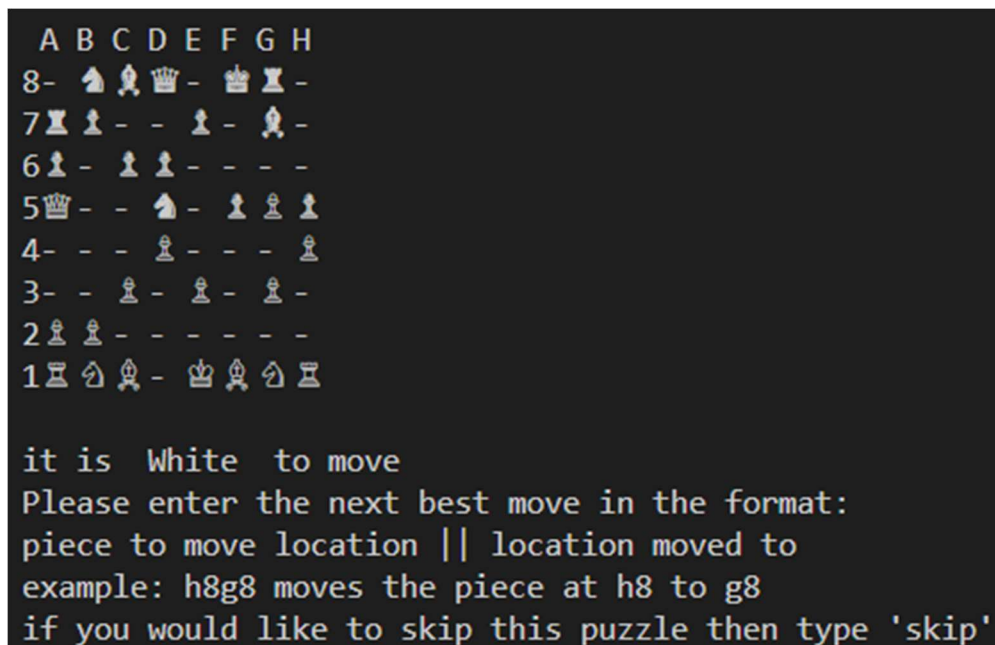 A B C D E F G H
8- ♞ ♝ ♛ - ♚ ♜ -
7♜ ♟ - - ♟ - ♝ -
6♟ - ♟ ♟ - - - -
5♕ - - ♞ - ♟ ♙ ♟
4- - - ♙ - - - ♙
3- - ♙ - ♙ - ♙ -
2♙ ♙ - - - - - -
1♖ ♘ ♗ - ♔ ♗ ♘ ♖
it is  White  to move
Please enter the next best move in the format:
piece to move location || location moved to
example: h8g8 moves the piece at h8 to g8
if you would like to skip this puzzle then type 'skip'